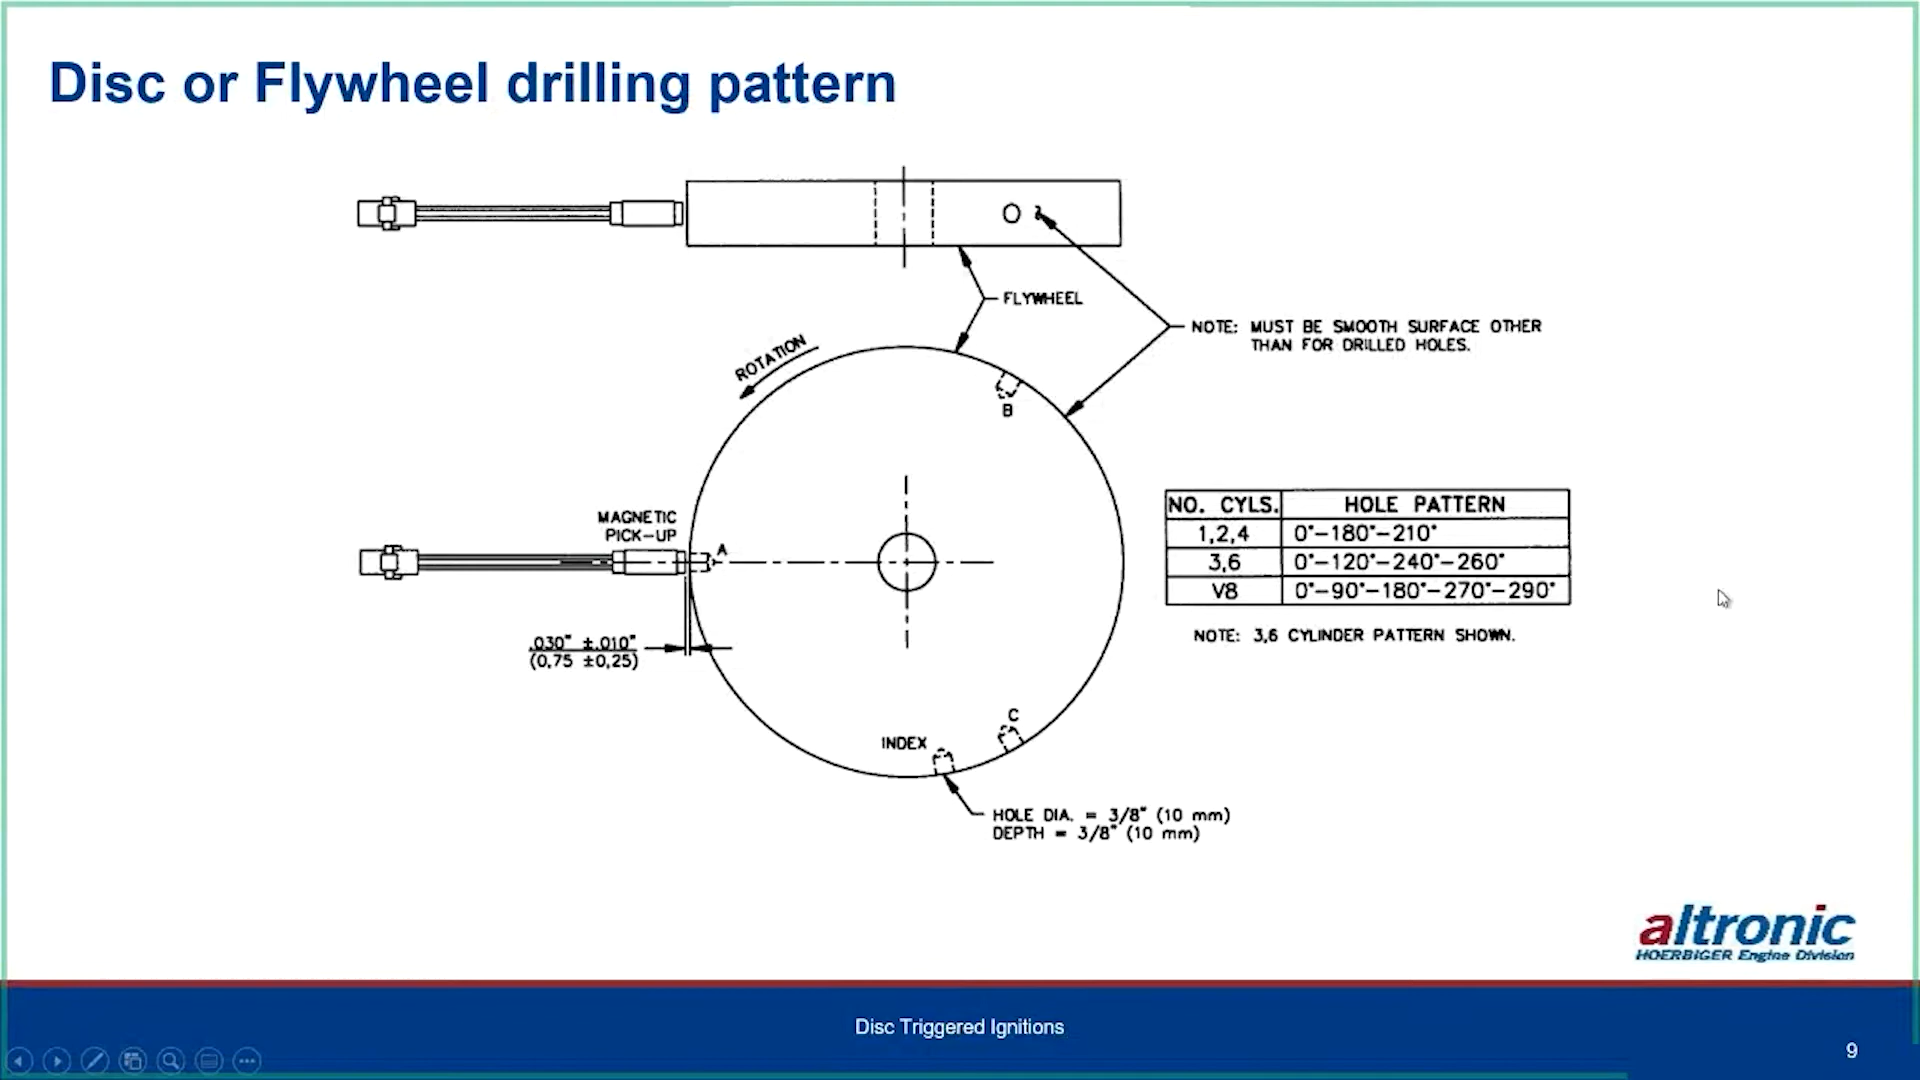 Disc or Flywheel drilling pattern
FLYWHEEL
NOTE: MUST BE SMOOTH SURFACE OTHER
THAN FOR DRILLED HOLES.
ROTATION
B
MAGNETIC
PICK-UP
A
NO. CYLS. HOLE PATTERN
1,2,4 0°-180°-210°
3,6 0°-120°-240°-260°
V8 0°-90°-180°-270°-290°
NOTE: 3,6 CYLINDER PATTERN SHOWN.
.030" ±.010"
(0,75 ±0,25)
C
INDEX
HOLE DIA. = 3/8" (10 mm)
DEPTH = 3/8" (10 mm)
altronic
HOERBIGER Engine Division
Disc Triggered Ignitions
9